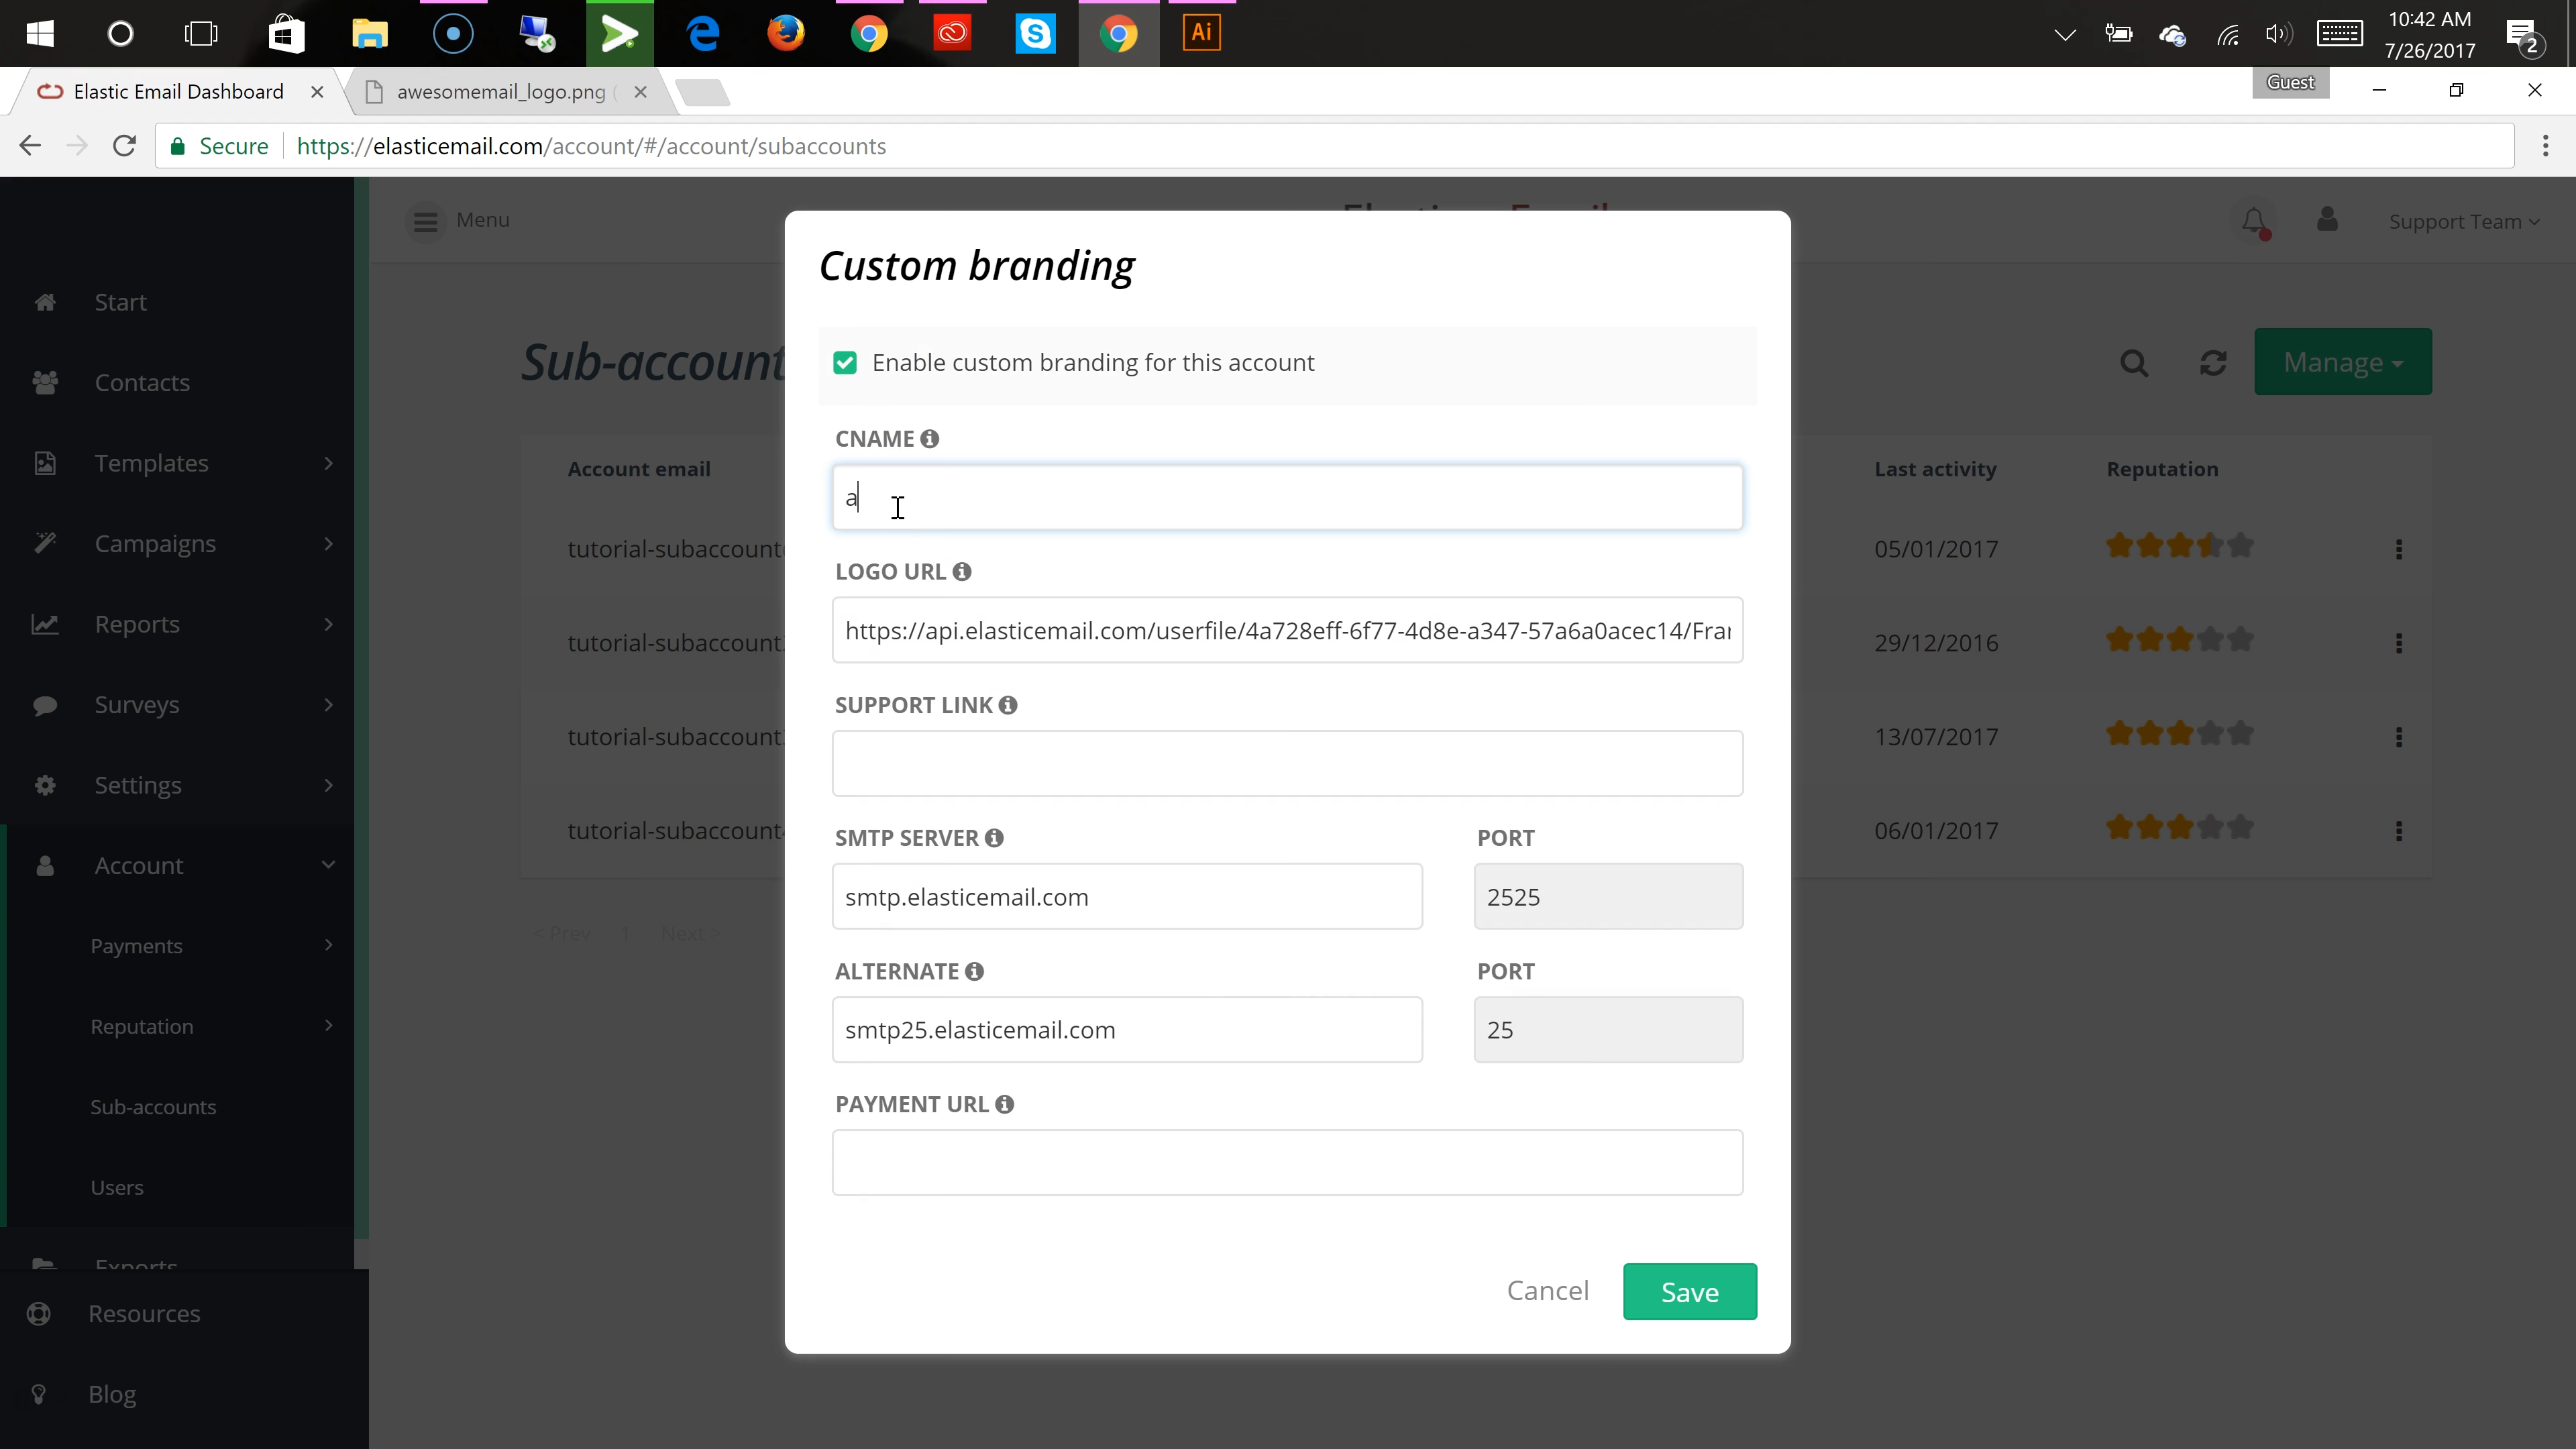 Ai
10:42 AM
7/26/2017
2
Elastic Email Dashboard
awesomemail_logo.png (
Guest
Secure
https://elasticemail.com/account/#/account/subaccounts
Menu
Support Team
Start
Contacts
Templates
Campaigns
Reports
Surveys
Settings
Account
Payments
Reputation
Sub-accounts
Users
Exports
Resources
Blog
Sub-account
Manage
Account email
Last activity
Reputation
tutorial-subaccount
05/01/2017
tutorial-subaccount
29/12/2016
tutorial-subaccount
13/07/2017
tutorial-subaccount
06/01/2017
< Prev 1 Next >
Custom branding
Enable custom branding for this account
CNAME
a
LOGO URL
https://api.elasticemail.com/userfile/4a728eff-6f77-4d8e-a347-57a6a0acec14/Frar
SUPPORT LINK
SMTP SERVER
PORT
smtp.elasticemail.com
2525
ALTERNATE
PORT
smtp25.elasticemail.com
25
PAYMENT URL
Cancel
Save